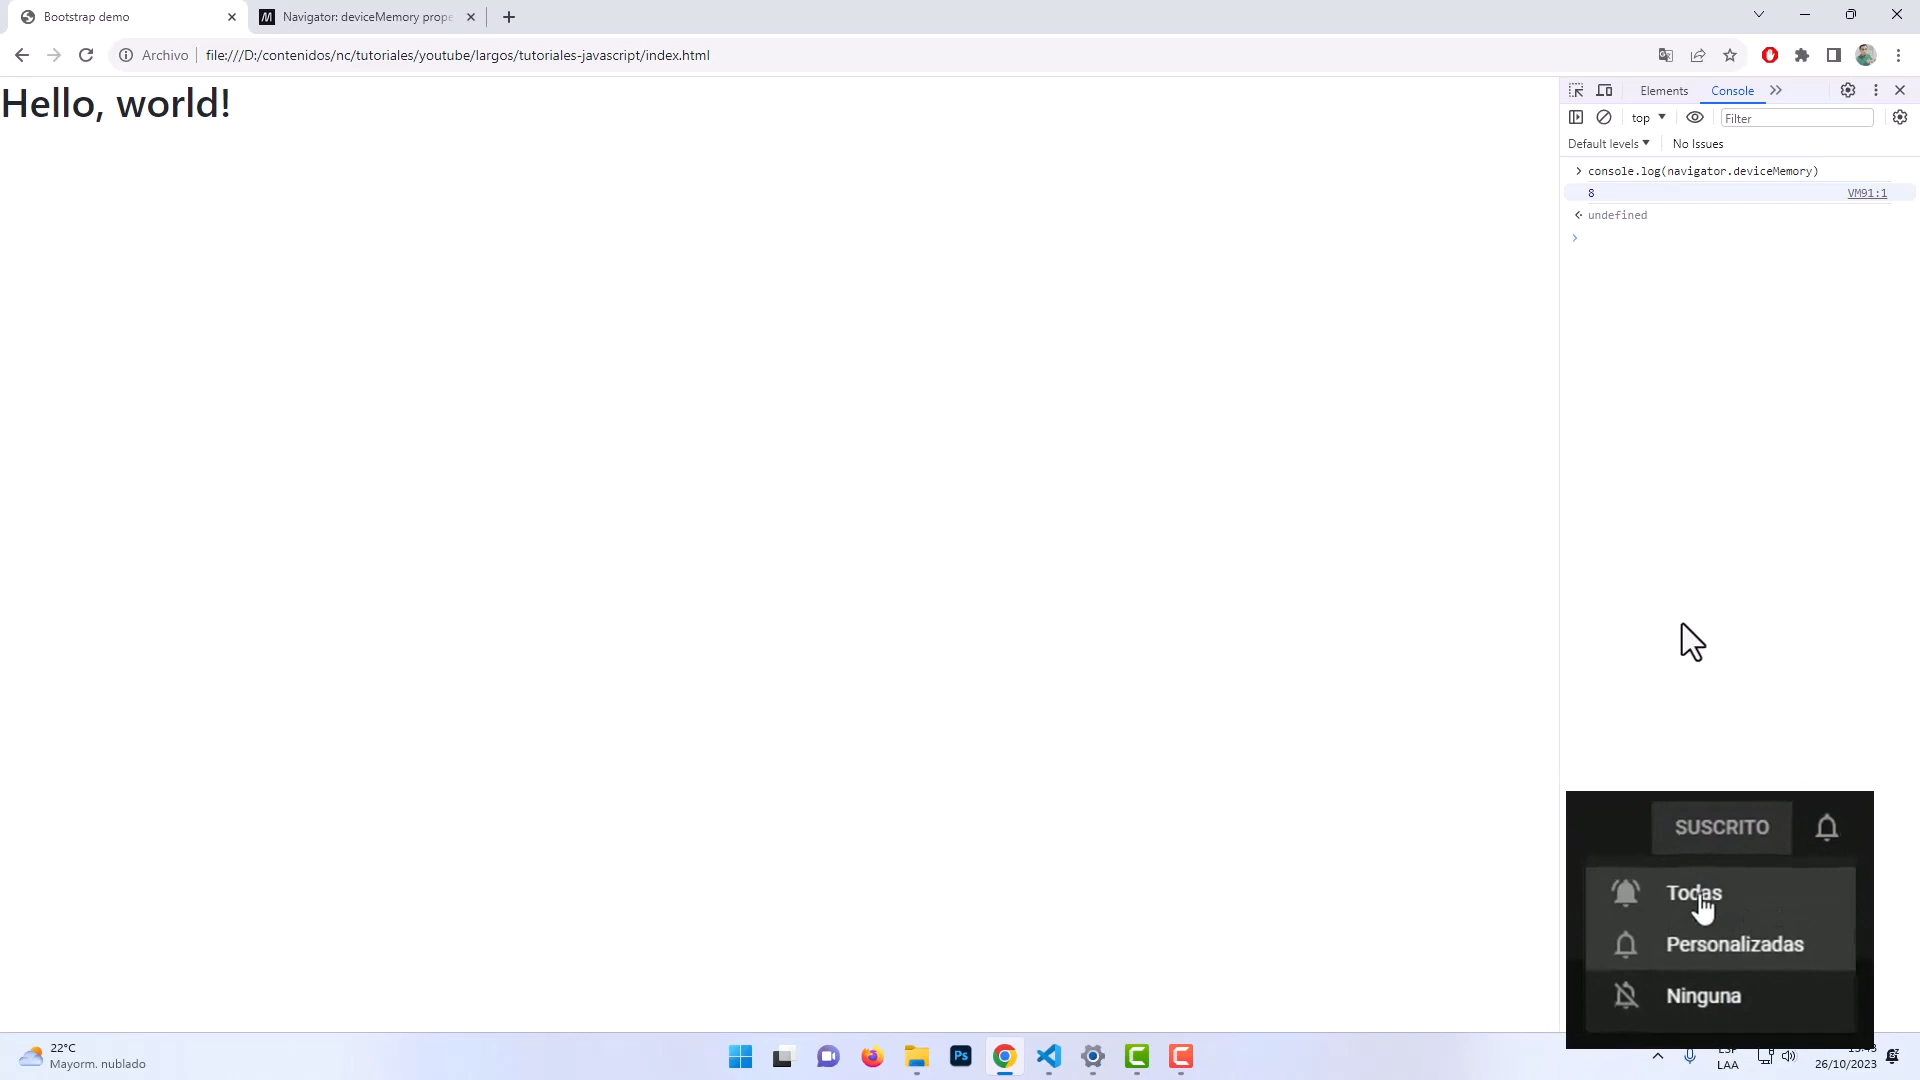 Bootstrap demo
Navigator: deviceMemory prope
Archivo
file:///D:/contenidos/nc/tutoriales/youtube/largos/tutoriales-javascript/index.html
Hello, world!
Elements
Console
top
Filter
Default levels
No Issues
console.log(navigator.deviceMemory)
8
VM91:1
undefined
SUSCRITO
Todas
Personalizadas
Ninguna
22°C
Mayorm. nublado
Ps
ESP
LAA
26/10/2023